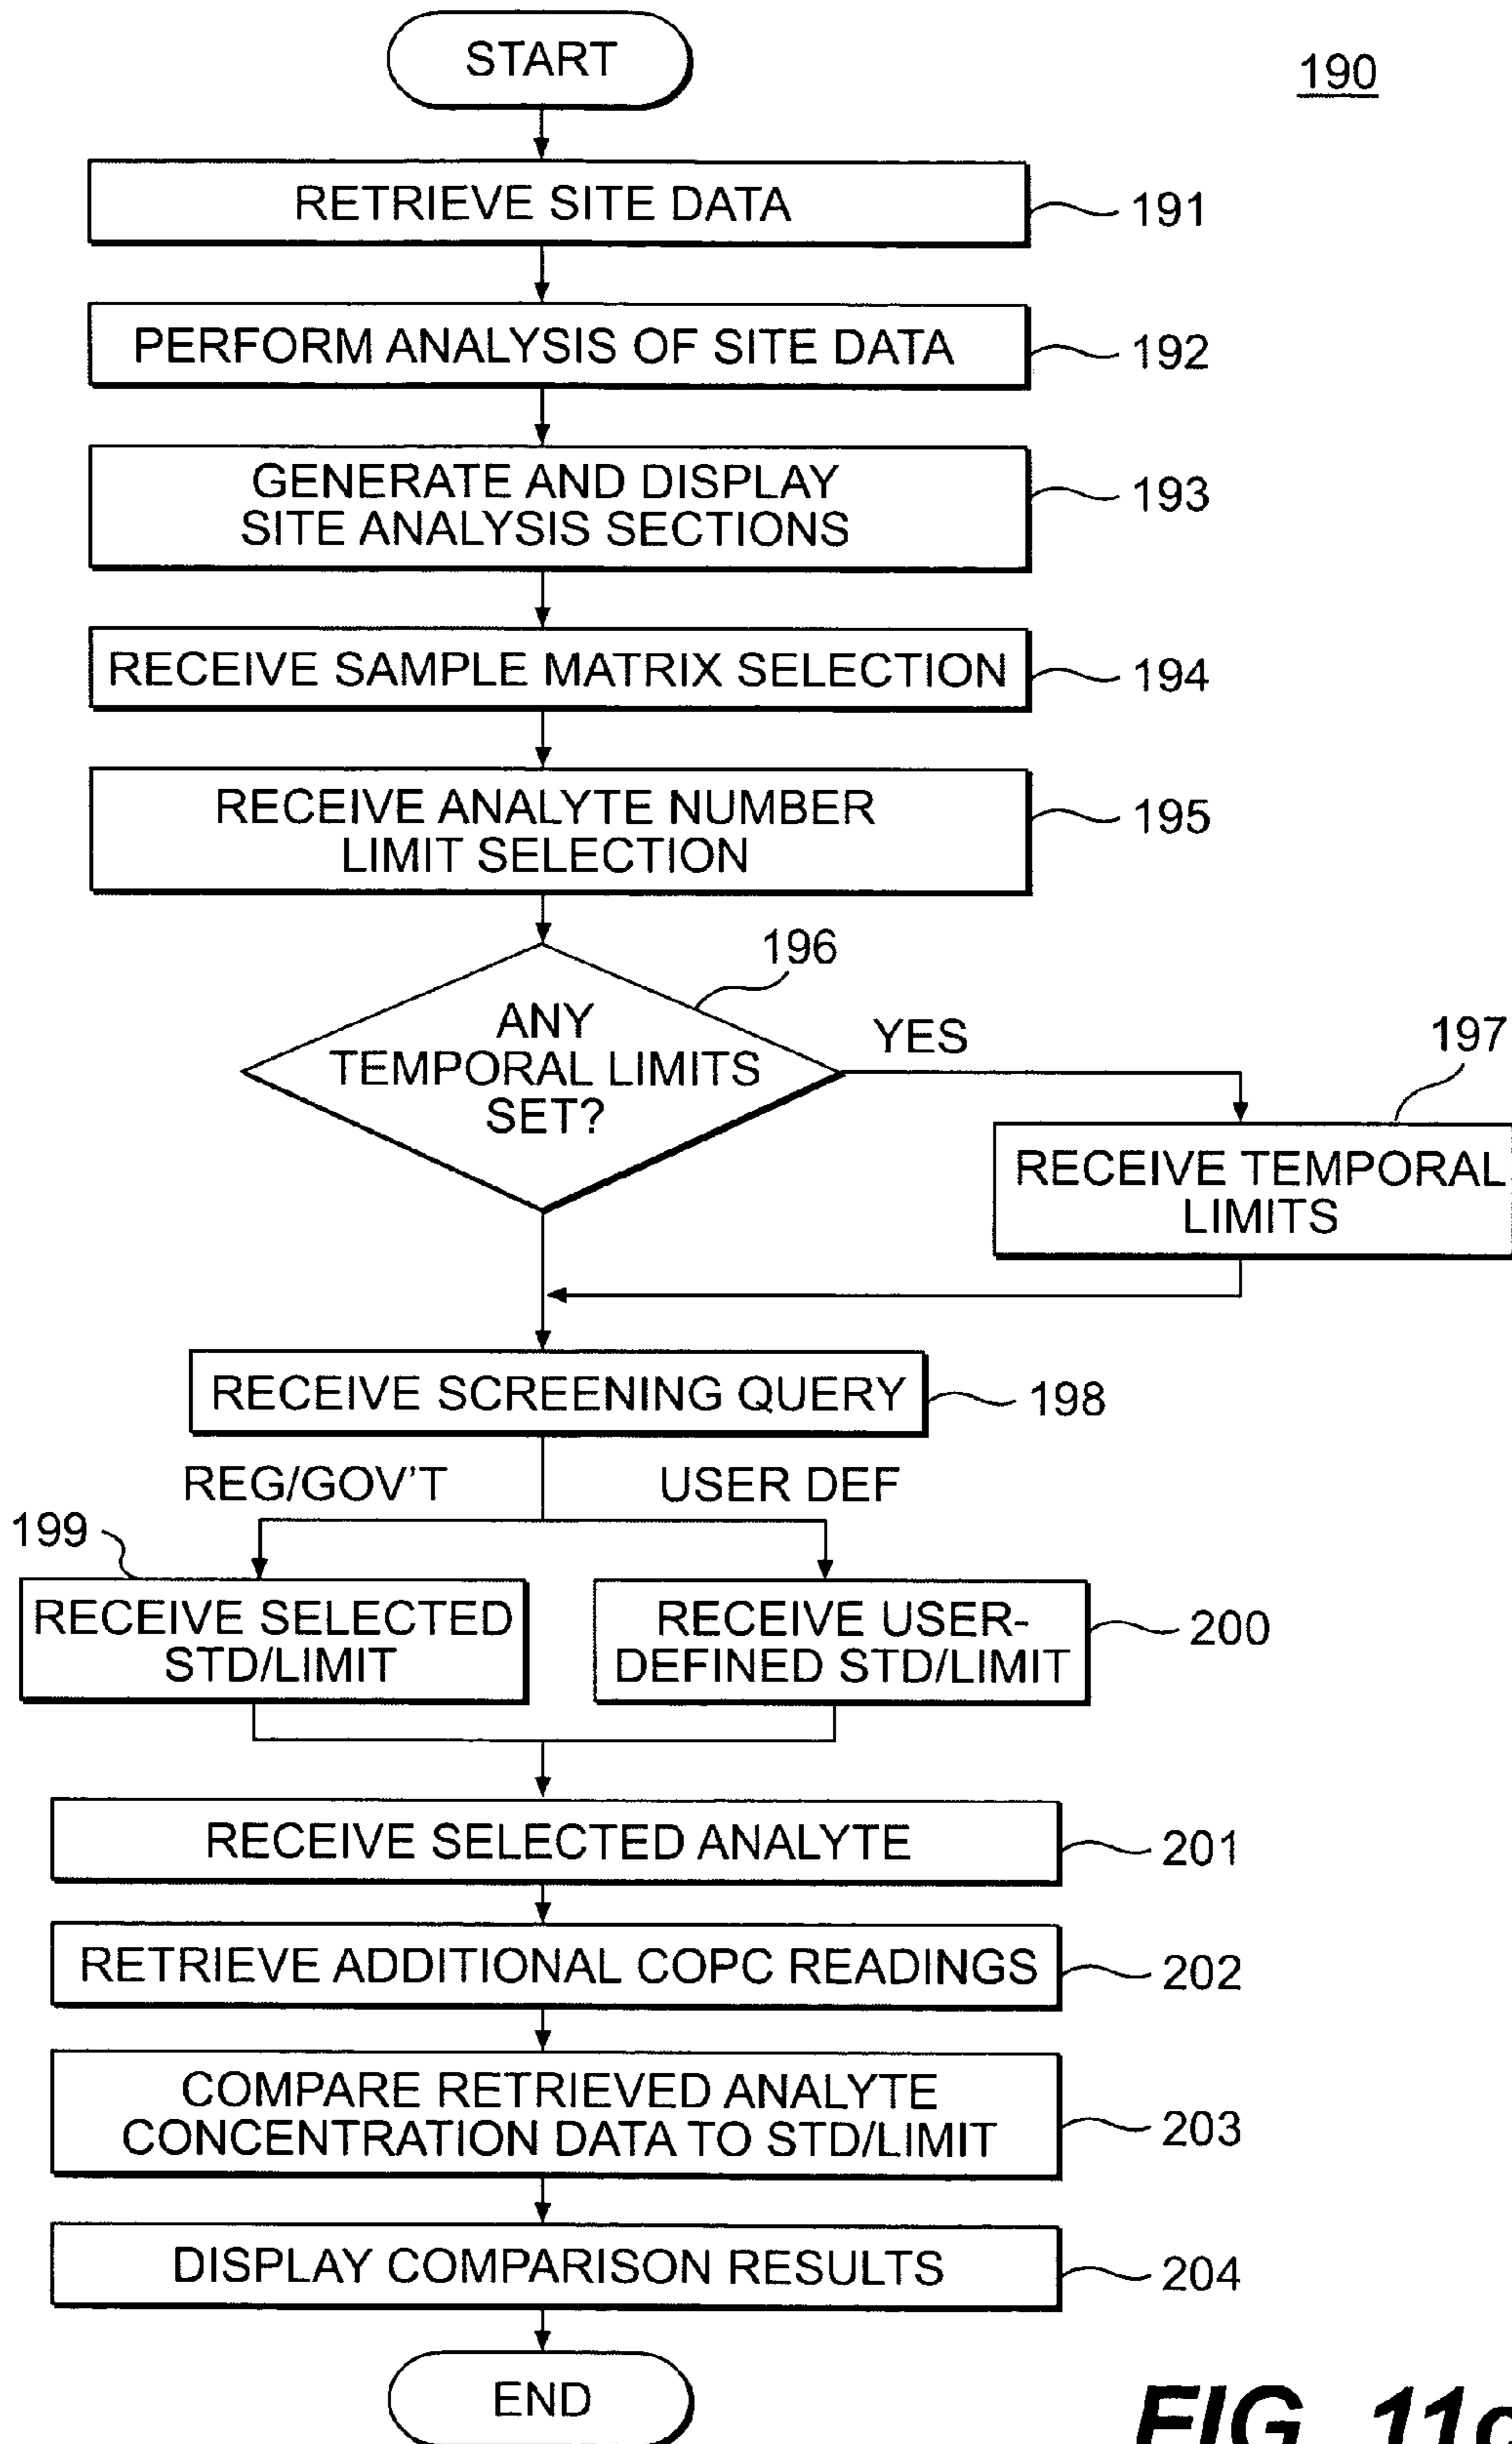 START
190
RETRIEVE SITE DATA
191
PERFORM ANALYSIS OF SITE DATA
192
GENERATE AND DISPLAY
SITE ANALYSIS SECTIONS
193
RECEIVE SAMPLE MATRIX SELECTION
194
RECEIVE ANALYTE NUMBER
LIMIT SELECTION
195
196
ANY
TEMPORAL LIMITS
SET?
YES
197
RECEIVE TEMPORAL
LIMITS
RECEIVE SCREENING QUERY
198
REG/GOV'T
USER DEF
199
RECEIVE SELECTED
STD/LIMIT
RECEIVE USER-
DEFINED STD/LIMIT
200
RECEIVE SELECTED ANALYTE
201
RETRIEVE ADDITIONAL COPC READINGS
202
COMPARE RETRIEVED ANALYTE
CONCENTRATION DATA TO STD/LIMIT
203
DISPLAY COMPARISON RESULTS
204
END
FIG.